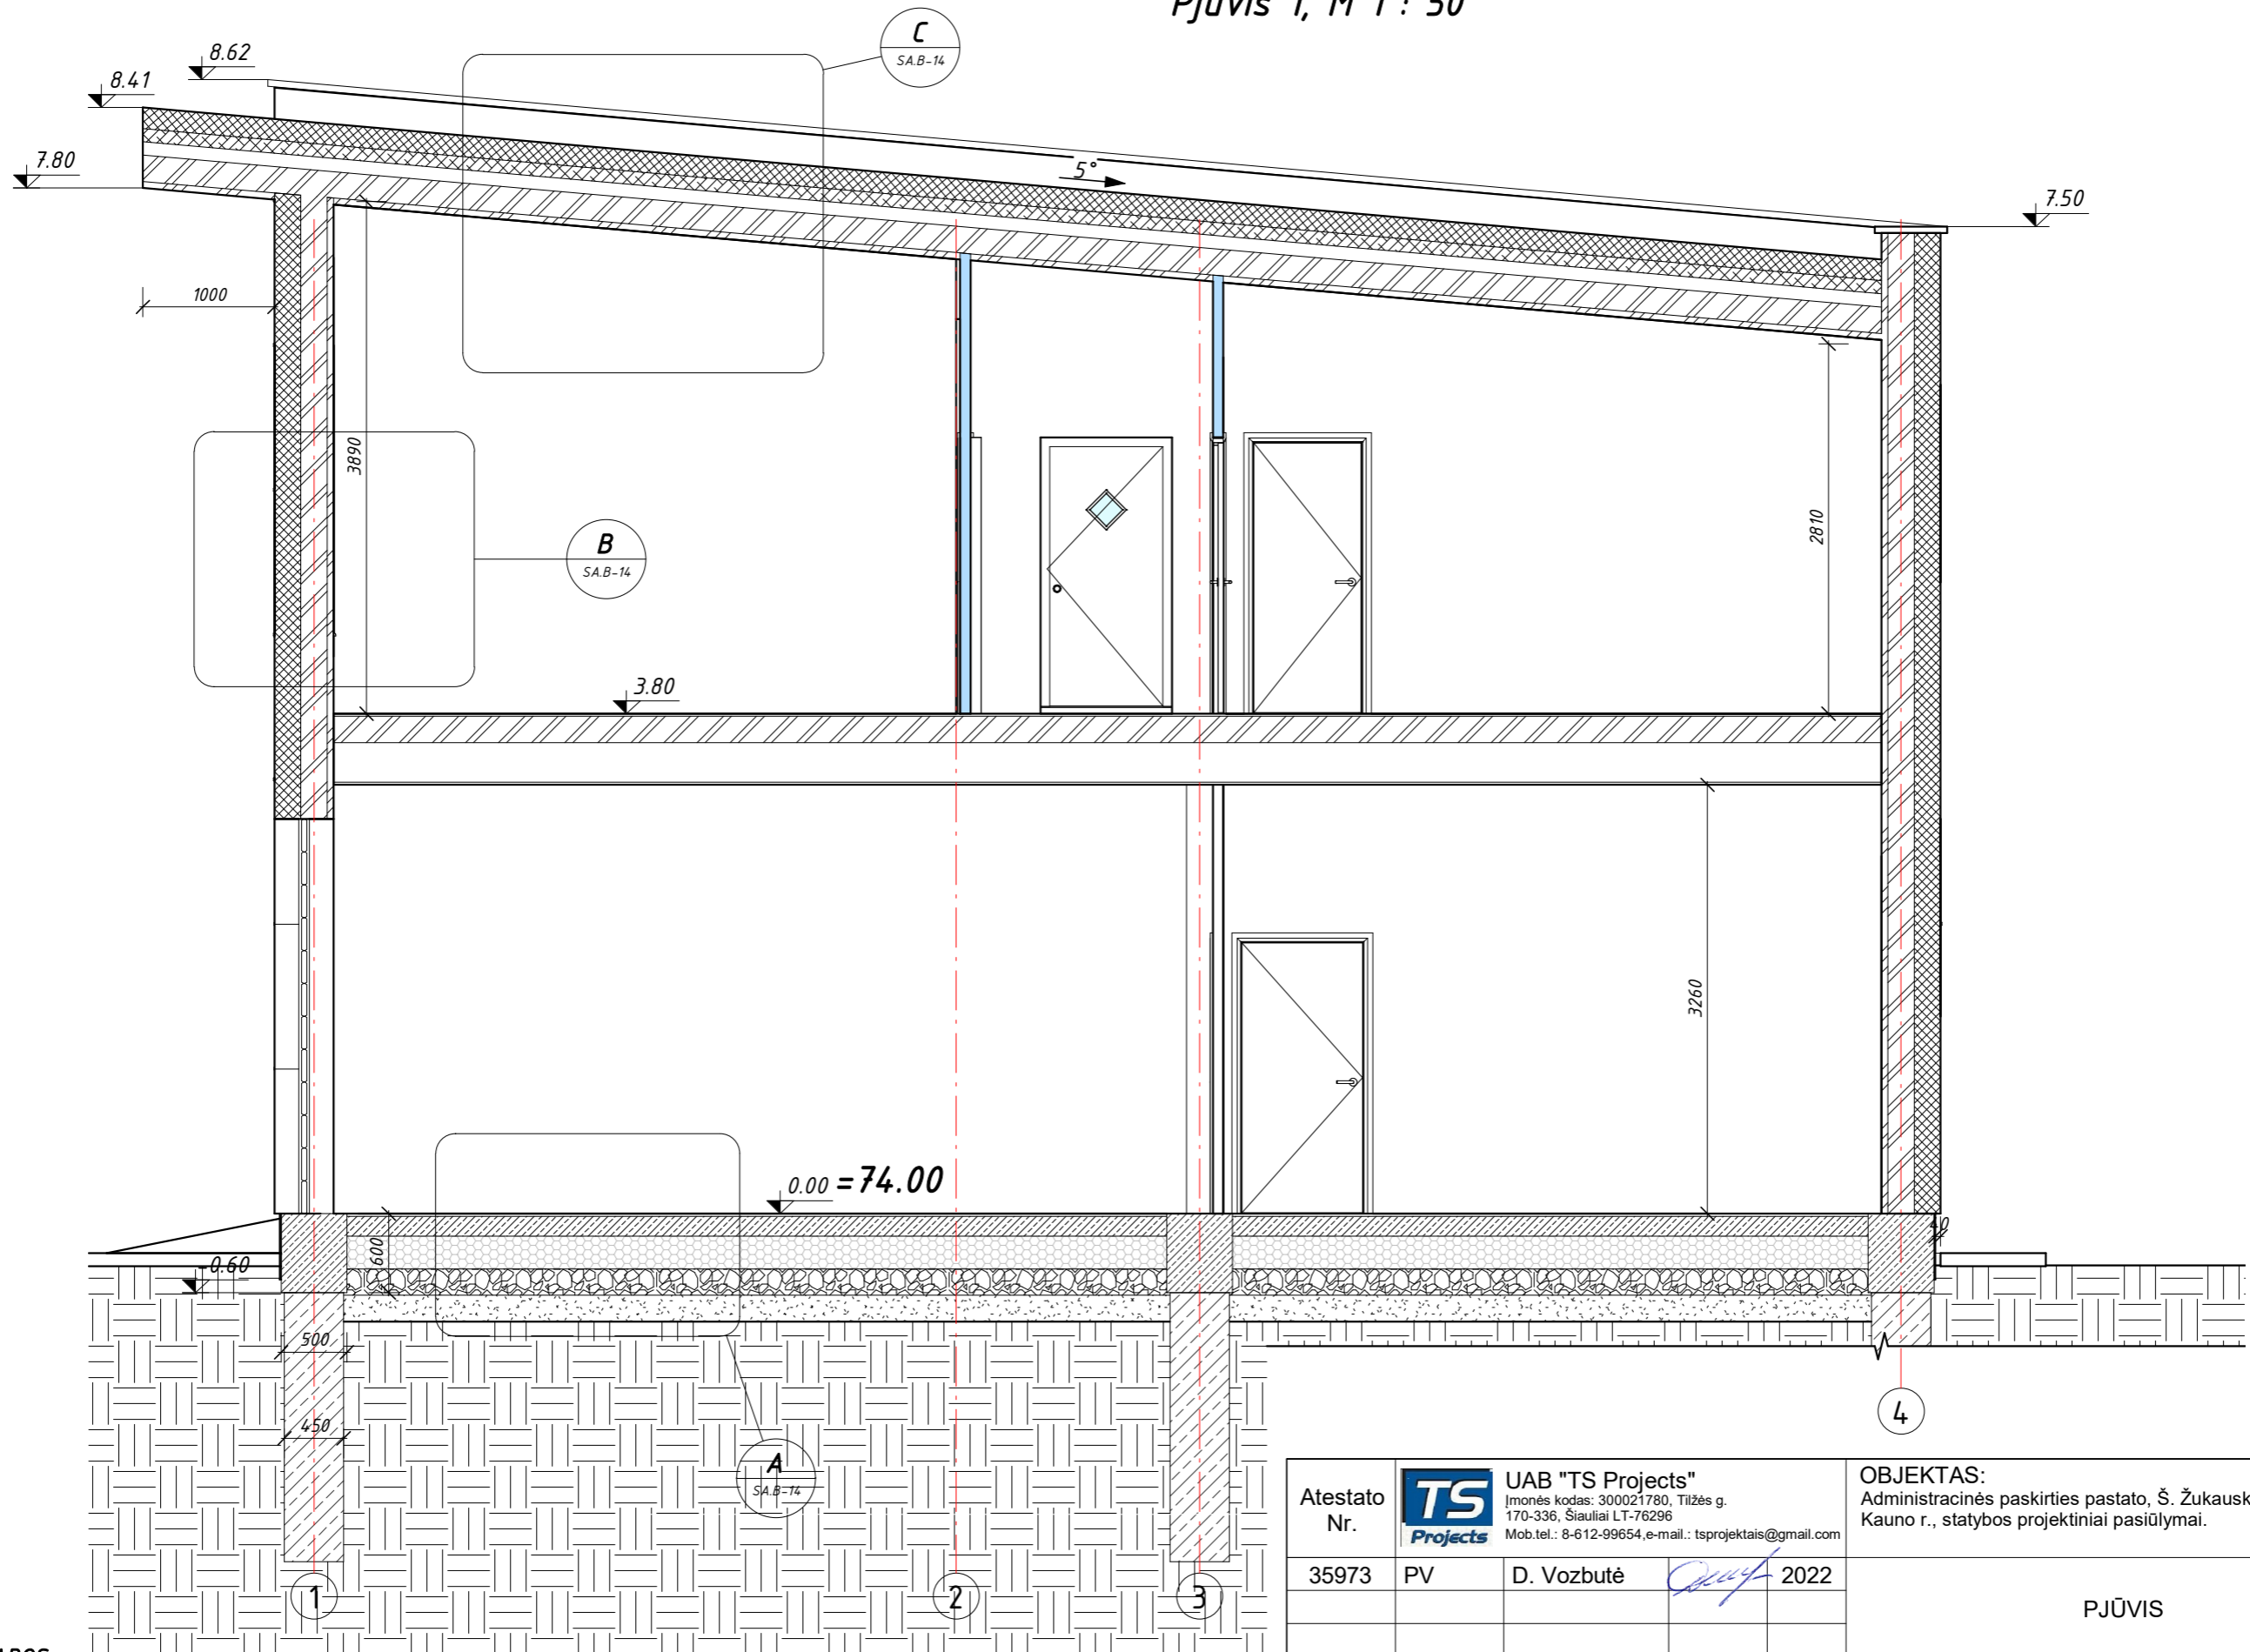 Pjūvis 1, M 1 : 50
C
SA.B-14
8.62
8.41
7.80
5°
7.50
1000
3890
2810
B
SA.B-14
3.80
3260
0.00 =74.00
600
40
-0.60
500
450
A
SA.B-14
1
2
3
4
Atestato
Nr.
TS
Projects
UAB "TS Projects"
Įmonės kodas: 300021780, Tilžės g.
170-336, Šiauliai LT-76296
Mob.tel.: 8-612-99654,e-mail.: tsprojektais@gmail.com
OBJEKTAS:
Administracinės paskirties pastato, Š. Žukausk
Kauno r., statybos projektiniai pasiūlymai.
35973 PV D. Vozbutė 2022
PJŪVIS